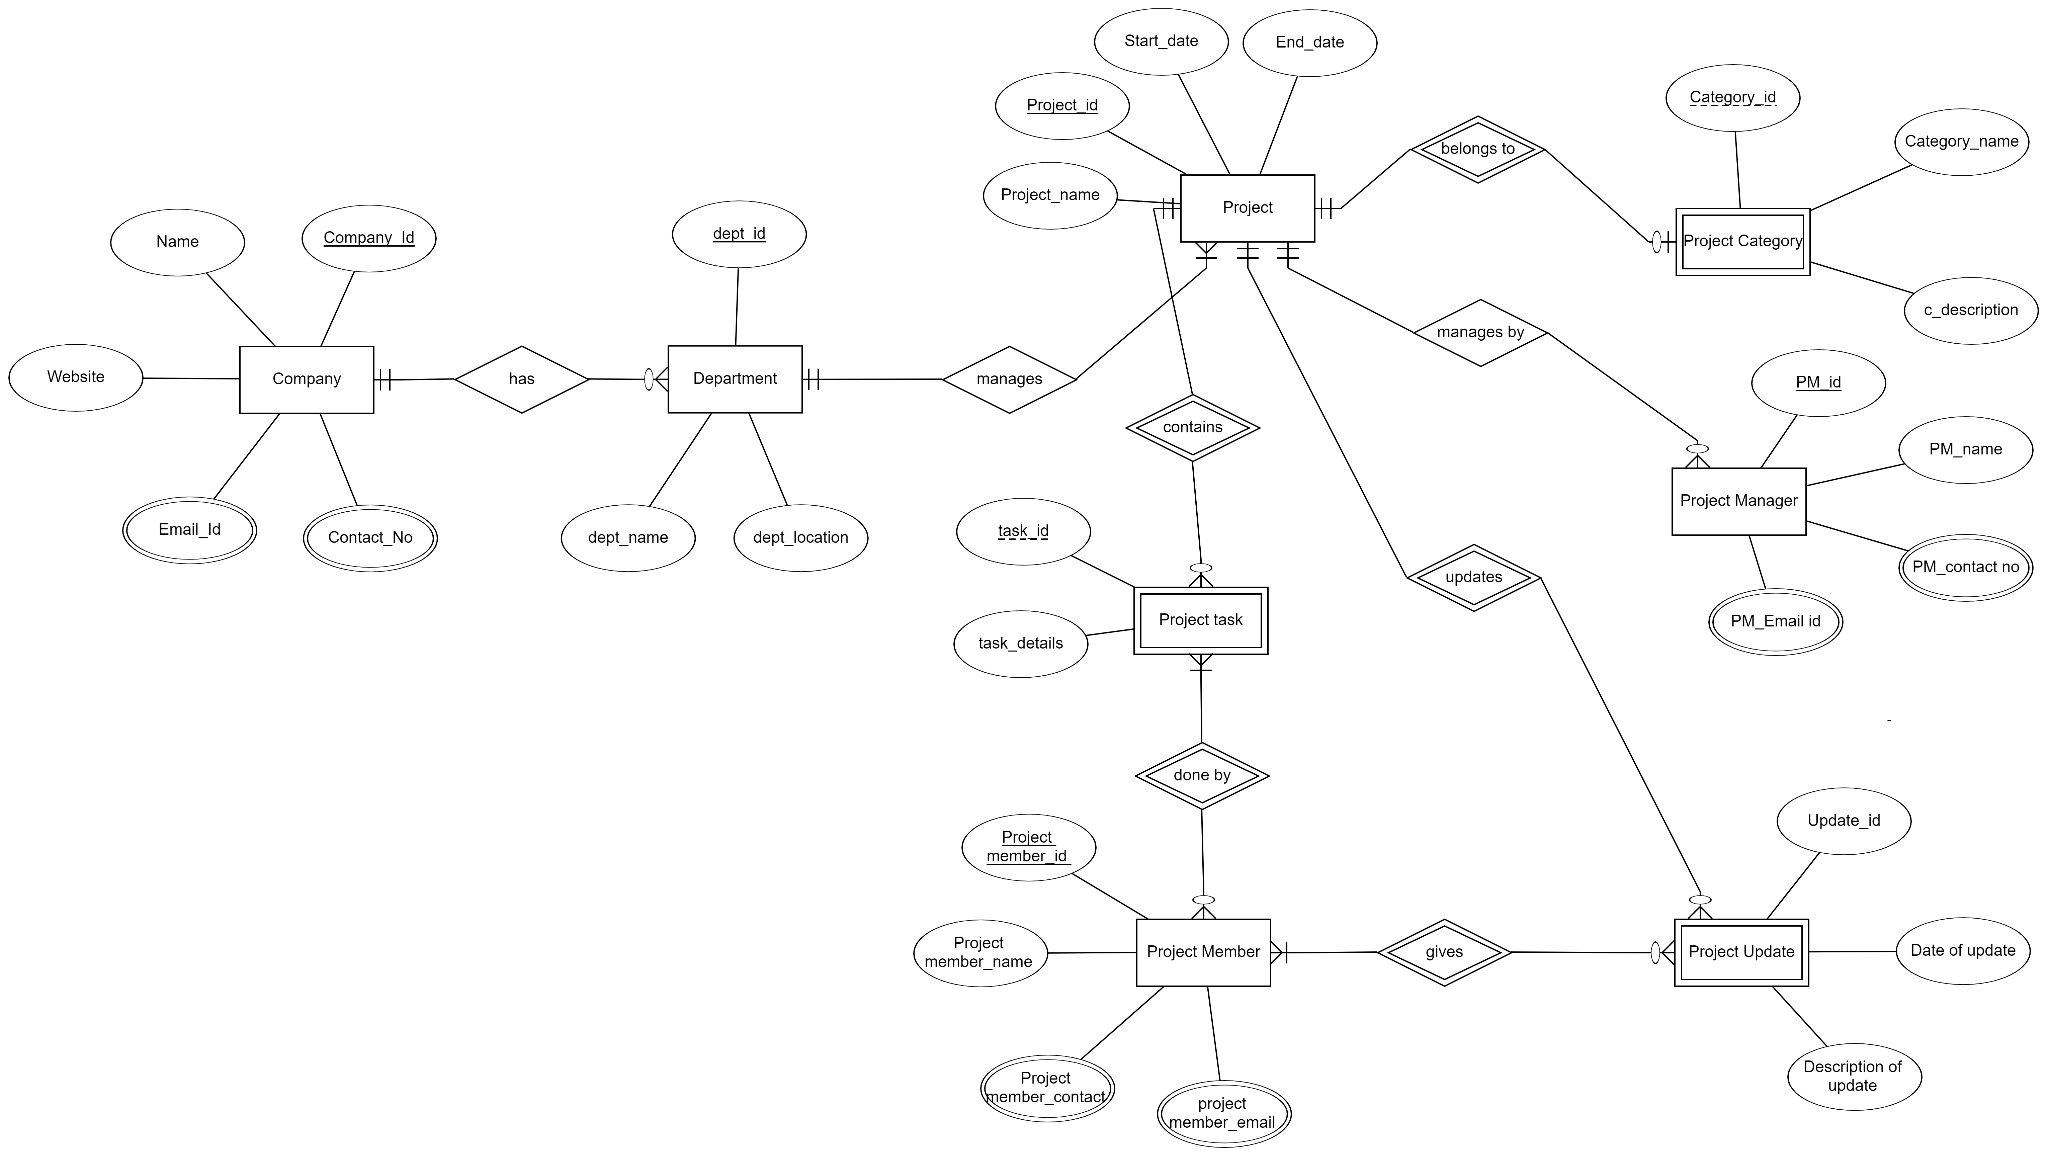 Start_date
End_date
Project_id
Category_id
Category_name
belongs to
Project_name
Project
Project Category
Name
Company_Id
dept_id
c_description
manages by
Website
Company
has
Department
manages
PM_id
contains
PM_name
Project Manager
Email_Id
Contact_No
dept_name
dept_location
task_id
PM_contact no
updates
Project task
PM_Email id
task_details
-
done by
Update_id
Project
member_id
Project
member_name
Project Member
gives
Project Update
Date of update
Project
member_contact
project
member_email
Description of
update